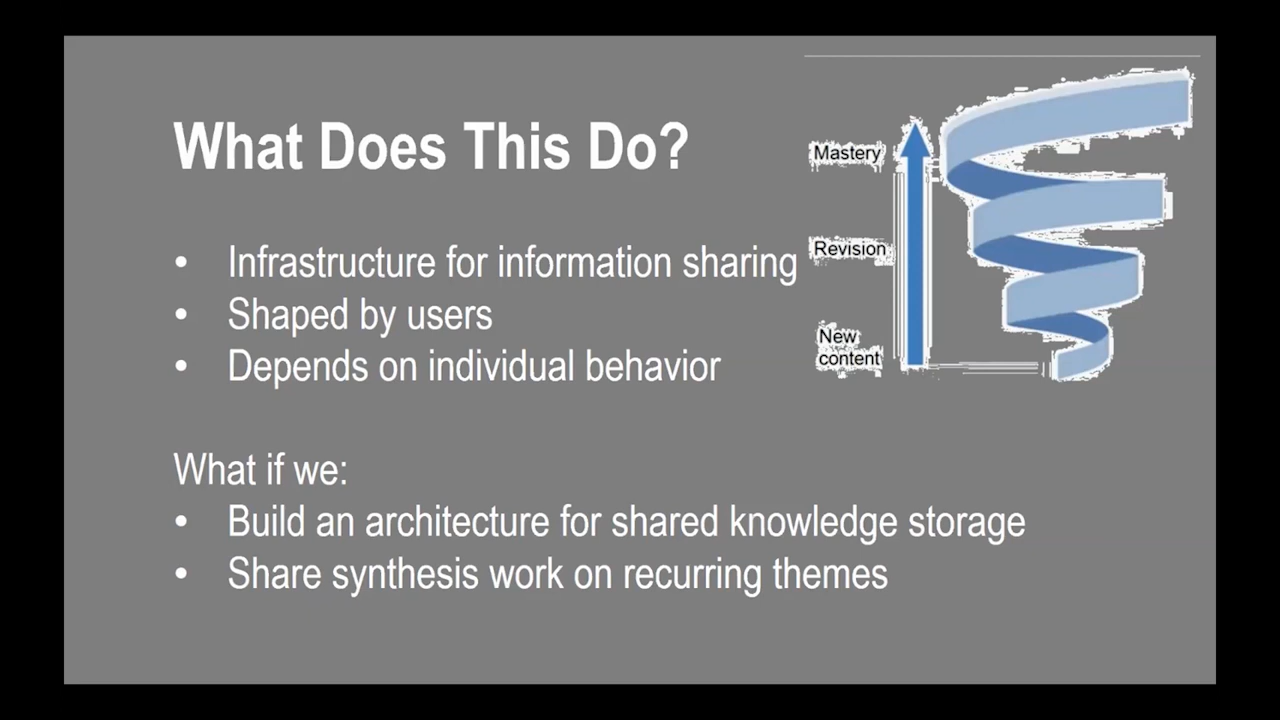 What Does This Do?
• Infrastructure for information sharing
• Shaped by users
• Depends on individual behavior
What if we:
• Build an architecture for shared knowledge storage
• Share synthesis work on recurring themes
Mastery
Revision
New
content